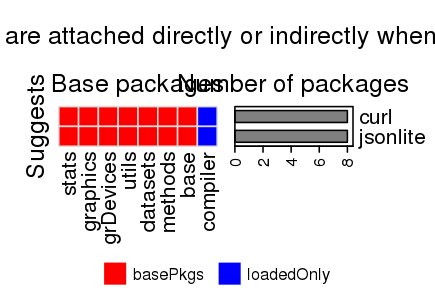 are attached directly or indirectly when
Base packages
Number of packages
Suggests
curl
jsonlite
0 2 4 6 8
stats
graphics
grDevices
utils
datasets
methods
base
compiler
basePkgs
loadedOnly